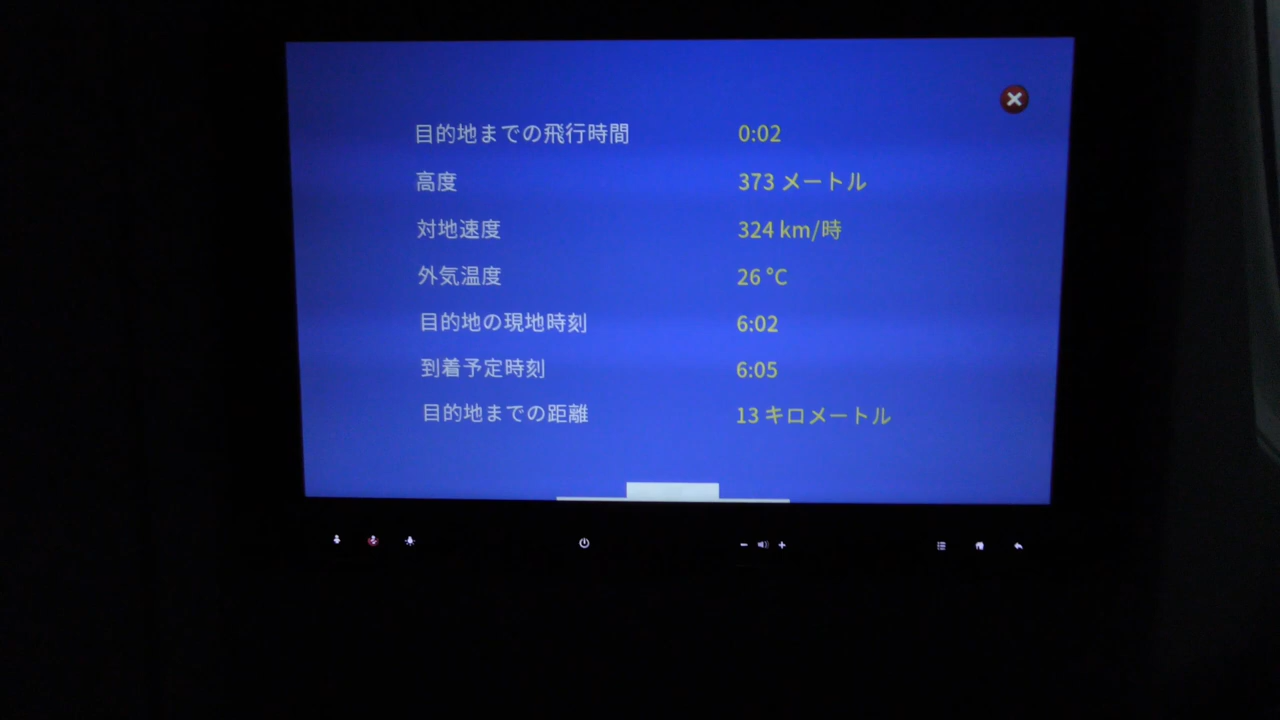 目的地までの飛行時間 0:02
高度 373 メートル
対地速度 324 km/時
外気温度 26 °C
目的地の現地時刻 6:02
到着予定時刻 6:05
目的地までの距離 13 キロメートル